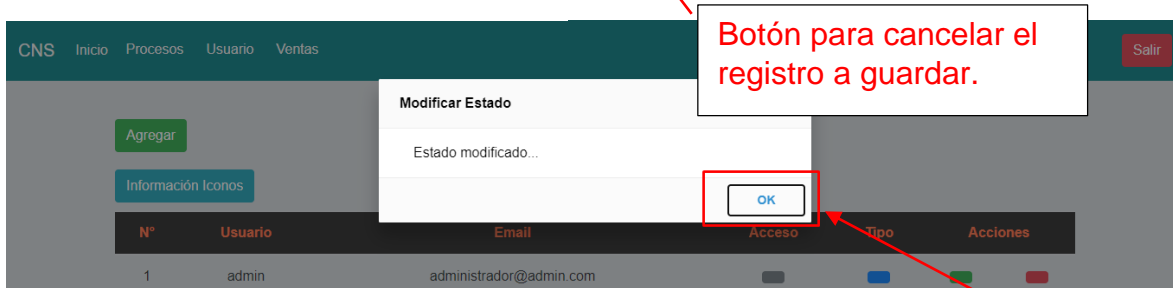 Botón para cancelar el
registro a guardar.
CNS Inicio Procesos Usuario Ventas Salir
Modificar Estado
Agregar
Estado modificado...
Información Iconos
OK
N° Usuario Email Acceso Tipo Acciones
1 admin administrador@admin.com